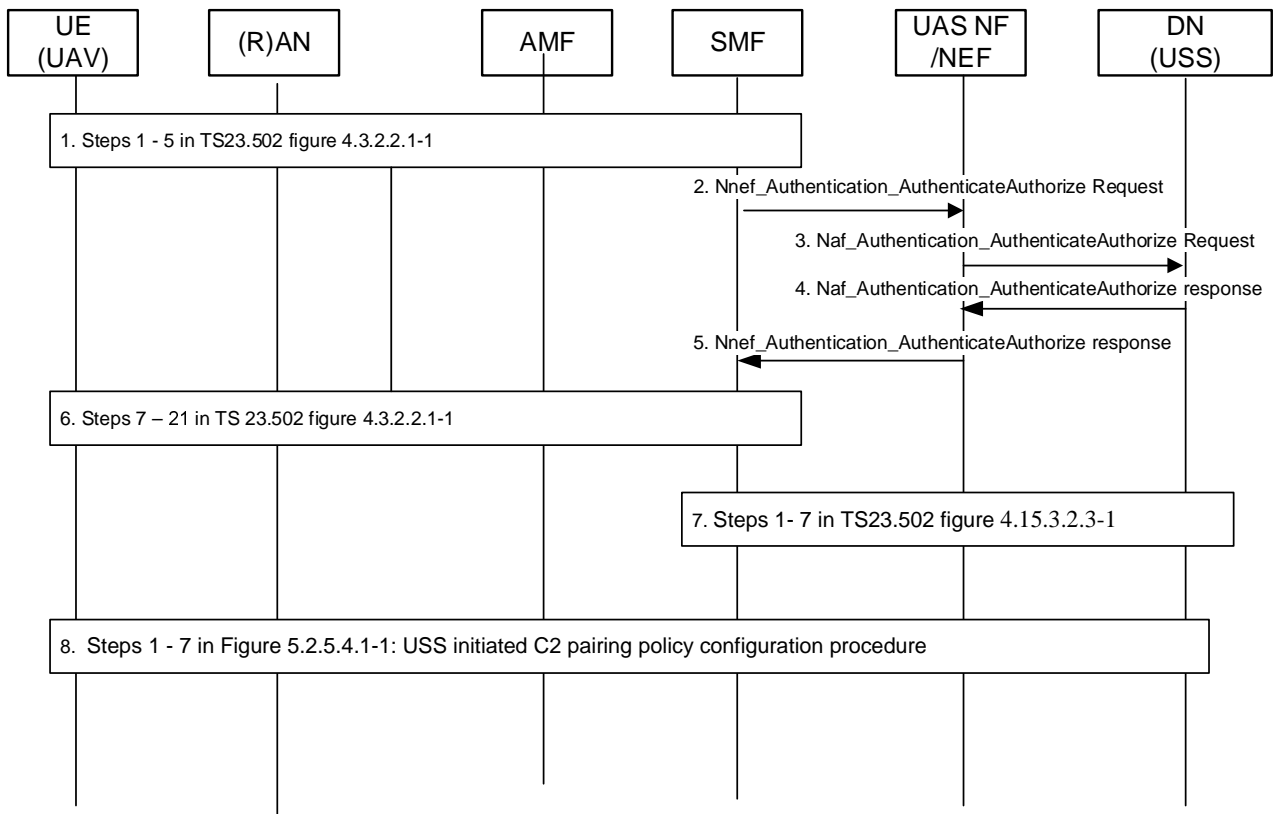 UE
(UAV)
(R)AN
AMF
SMF
UAS NF
/NEF
DN
(USS)
1. Steps 1 - 5 in TS23.502 figure 4.3.2.2.1-1
2. Nnef_Authentication_AuthenticateAuthorize Request
3. Naf_Authentication_AuthenticateAuthorize Request
4. Naf_Authentication_AuthenticateAuthorize response
5. Nnef_Authentication_AuthenticateAuthorize response
6. Steps 7 – 21 in TS 23.502 figure 4.3.2.2.1-1
7. Steps 1- 7 in TS23.502 figure 4.15.3.2.3-1
8. Steps 1 - 7 in Figure 5.2.5.4.1-1: USS initiated C2 pairing policy configuration procedure